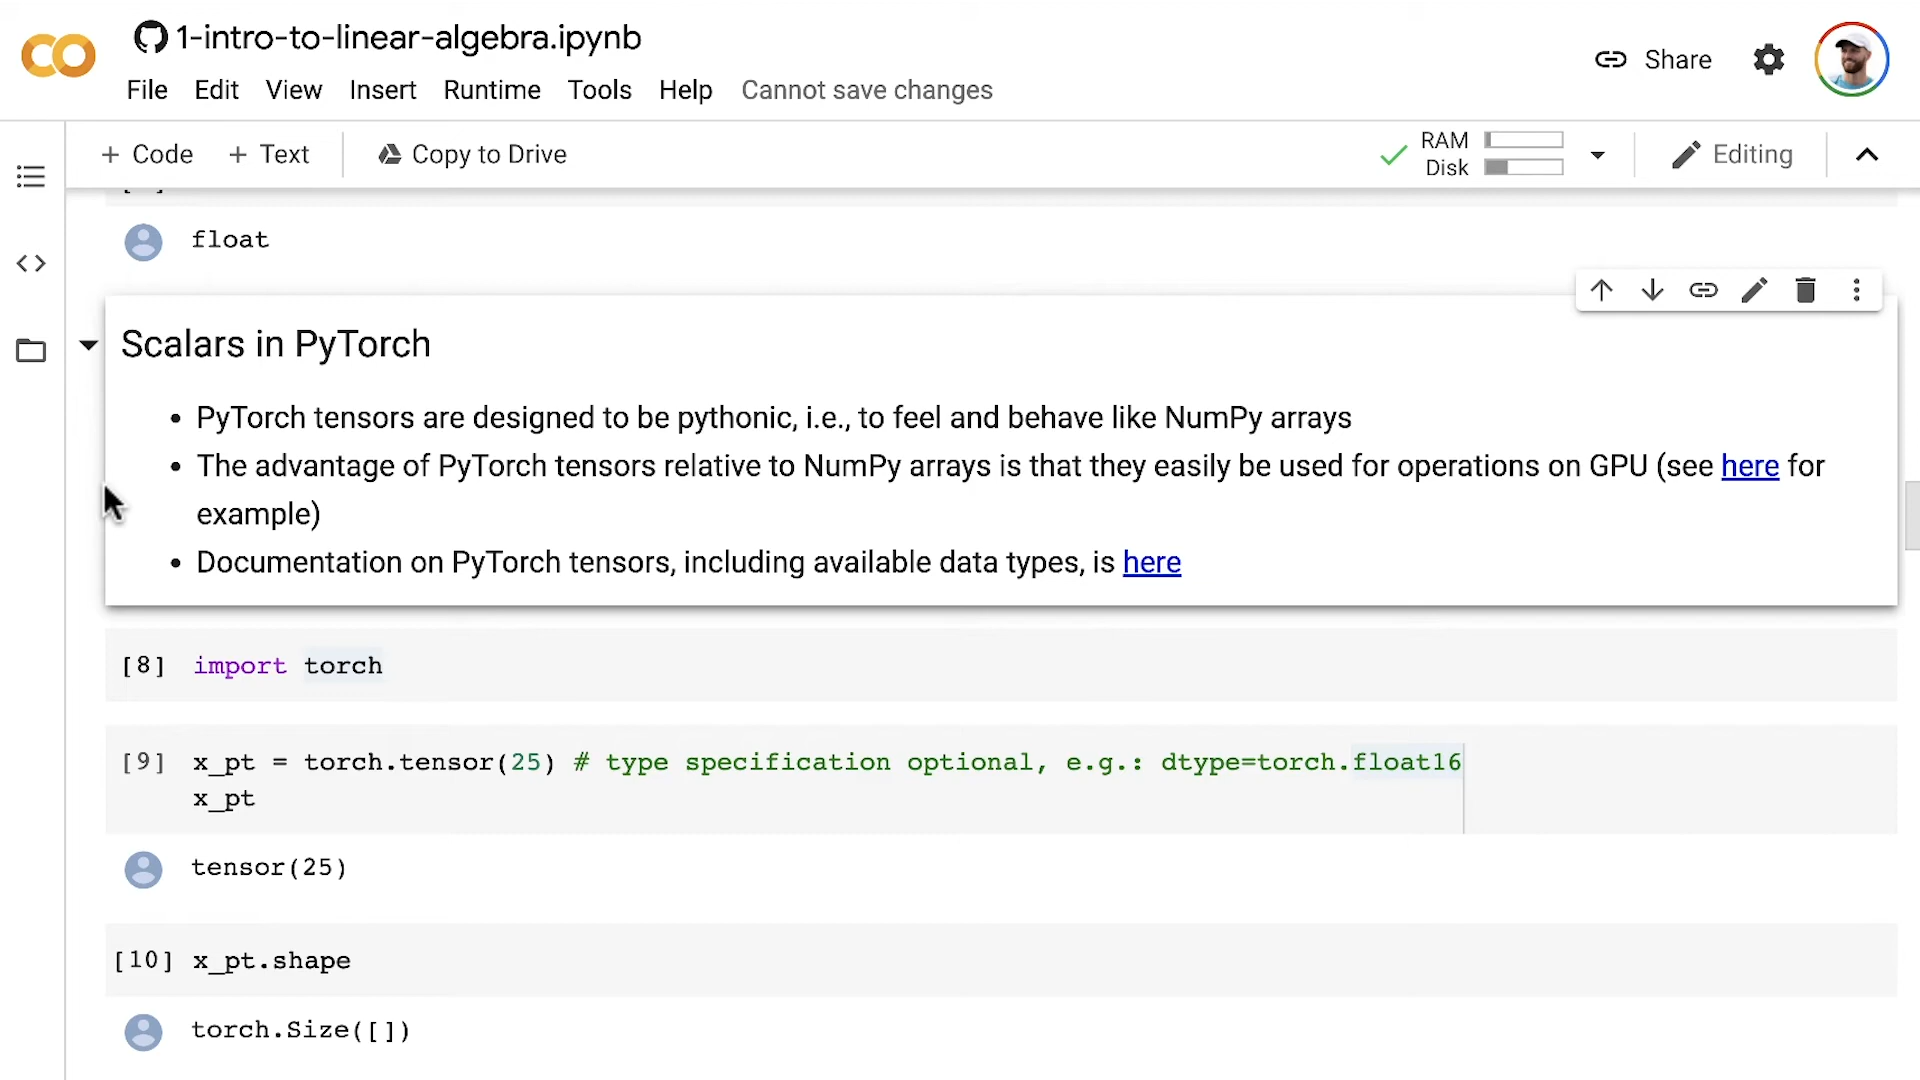 1-intro-to-linear-algebra.ipynb
File Edit View Insert Runtime Tools Help Cannot save changes
Share
+ Code + Text Copy to Drive
RAM
Disk
Editing
float
Scalars in PyTorch
• PyTorch tensors are designed to be pythonic, i.e., to feel and behave like NumPy arrays
• The advantage of PyTorch tensors relative to NumPy arrays is that they easily be used for operations on GPU (see here for
example)
• Documentation on PyTorch tensors, including available data types, is here
[8] import torch
[9] x_pt = torch.tensor(25) # type specification optional, e.g.: dtype=torch.float16
x_pt
tensor(25)
[10] x_pt.shape
torch.Size([])